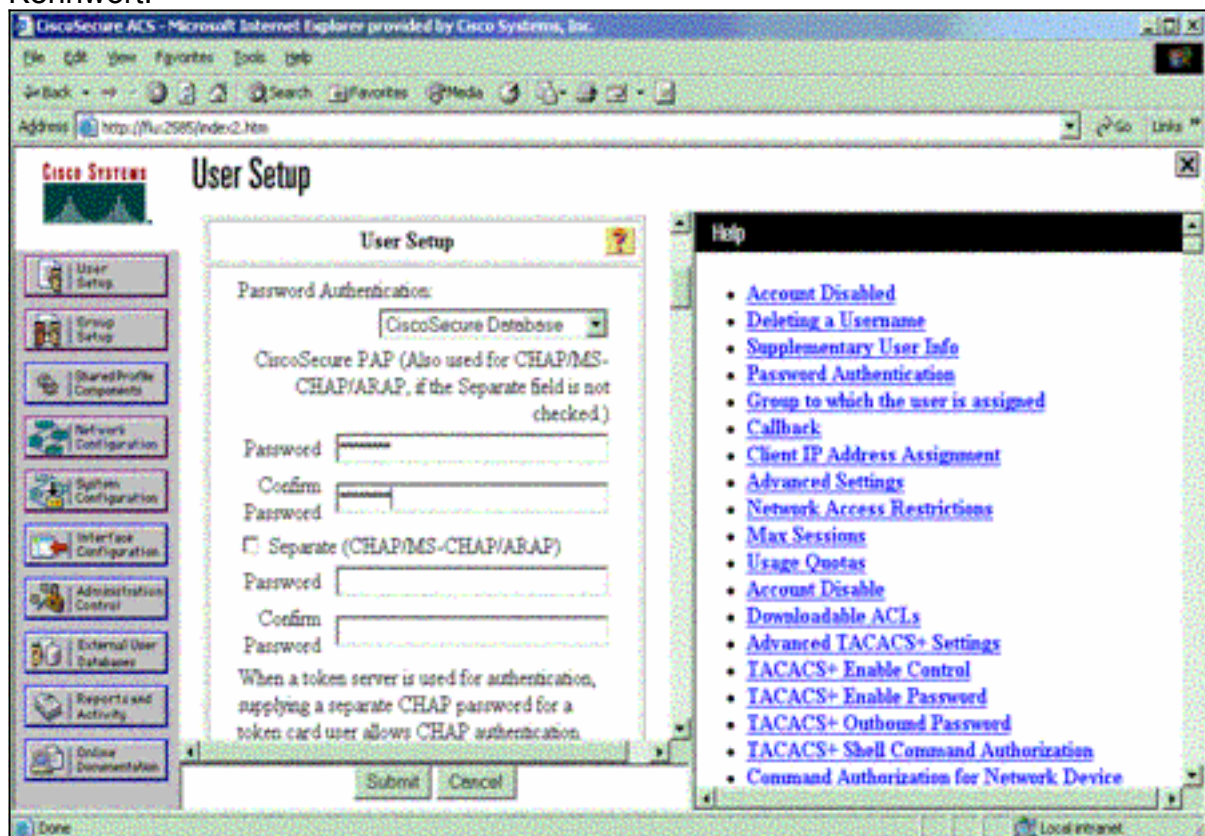 Kennwort.
CiscoSecure ACS - Microsoft Internet Explorer provided by Cisco Systems, Inc.
File Edit View Favorites Tools Help
Back Search Favorites Media
Address http://flu:2585/index2.htm Go Links »
CISCO SYSTEMS
User Setup
User Setup
Group Setup
Shared Profile Components
Network Configuration
System Configuration
Interface Configuration
Administration Control
External User Databases
Reports and Activity
Online Documentation
User Setup
Password Authentication:
CiscoSecure Database
CiscoSecure PAP (Also used for CHAP/MS-
CHAP/ARAP, if the Separate field is not
checked.)
Password
Confirm
Password
Separate (CHAP/MS-CHAP/ARAP)
Password
Confirm
Password
When a token server is used for authentication,
supplying a separate CHAP password for a
token card user allows CHAP authentication.
Submit Cancel
Help
• Account Disabled
• Deleting a Username
• Supplementary User Info
• Password Authentication
• Group to which the user is assigned
• Callback
• Client IP Address Assignment
• Advanced Settings
• Network Access Restrictions
• Max Sessions
• Usage Quotas
• Account Disable
• Downloadable ACLs
• Advanced TACACS+ Settings
• TACACS+ Enable Control
• TACACS+ Enable Password
• TACACS+ Outbound Password
• TACACS+ Shell Command Authorization
• Command Authorization for Network Device
Done
Local intranet